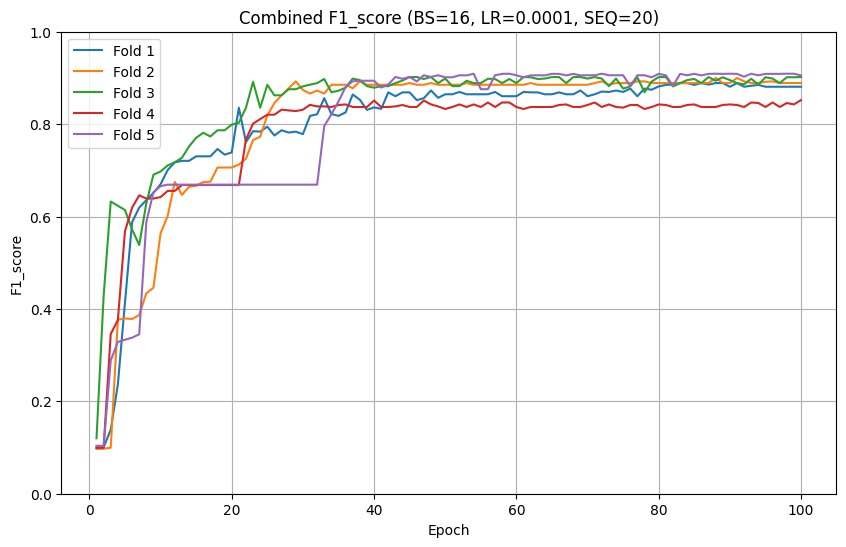 Combined F1_score (BS=16, LR=0.0001, SEQ=20)
Fold 1
Fold 2
Fold 3
Fold 4
Fold 5
F1_score
1.0
0.8
0.6
0.4
0.2
0.0
0 20 40 60 80 100
Epoch